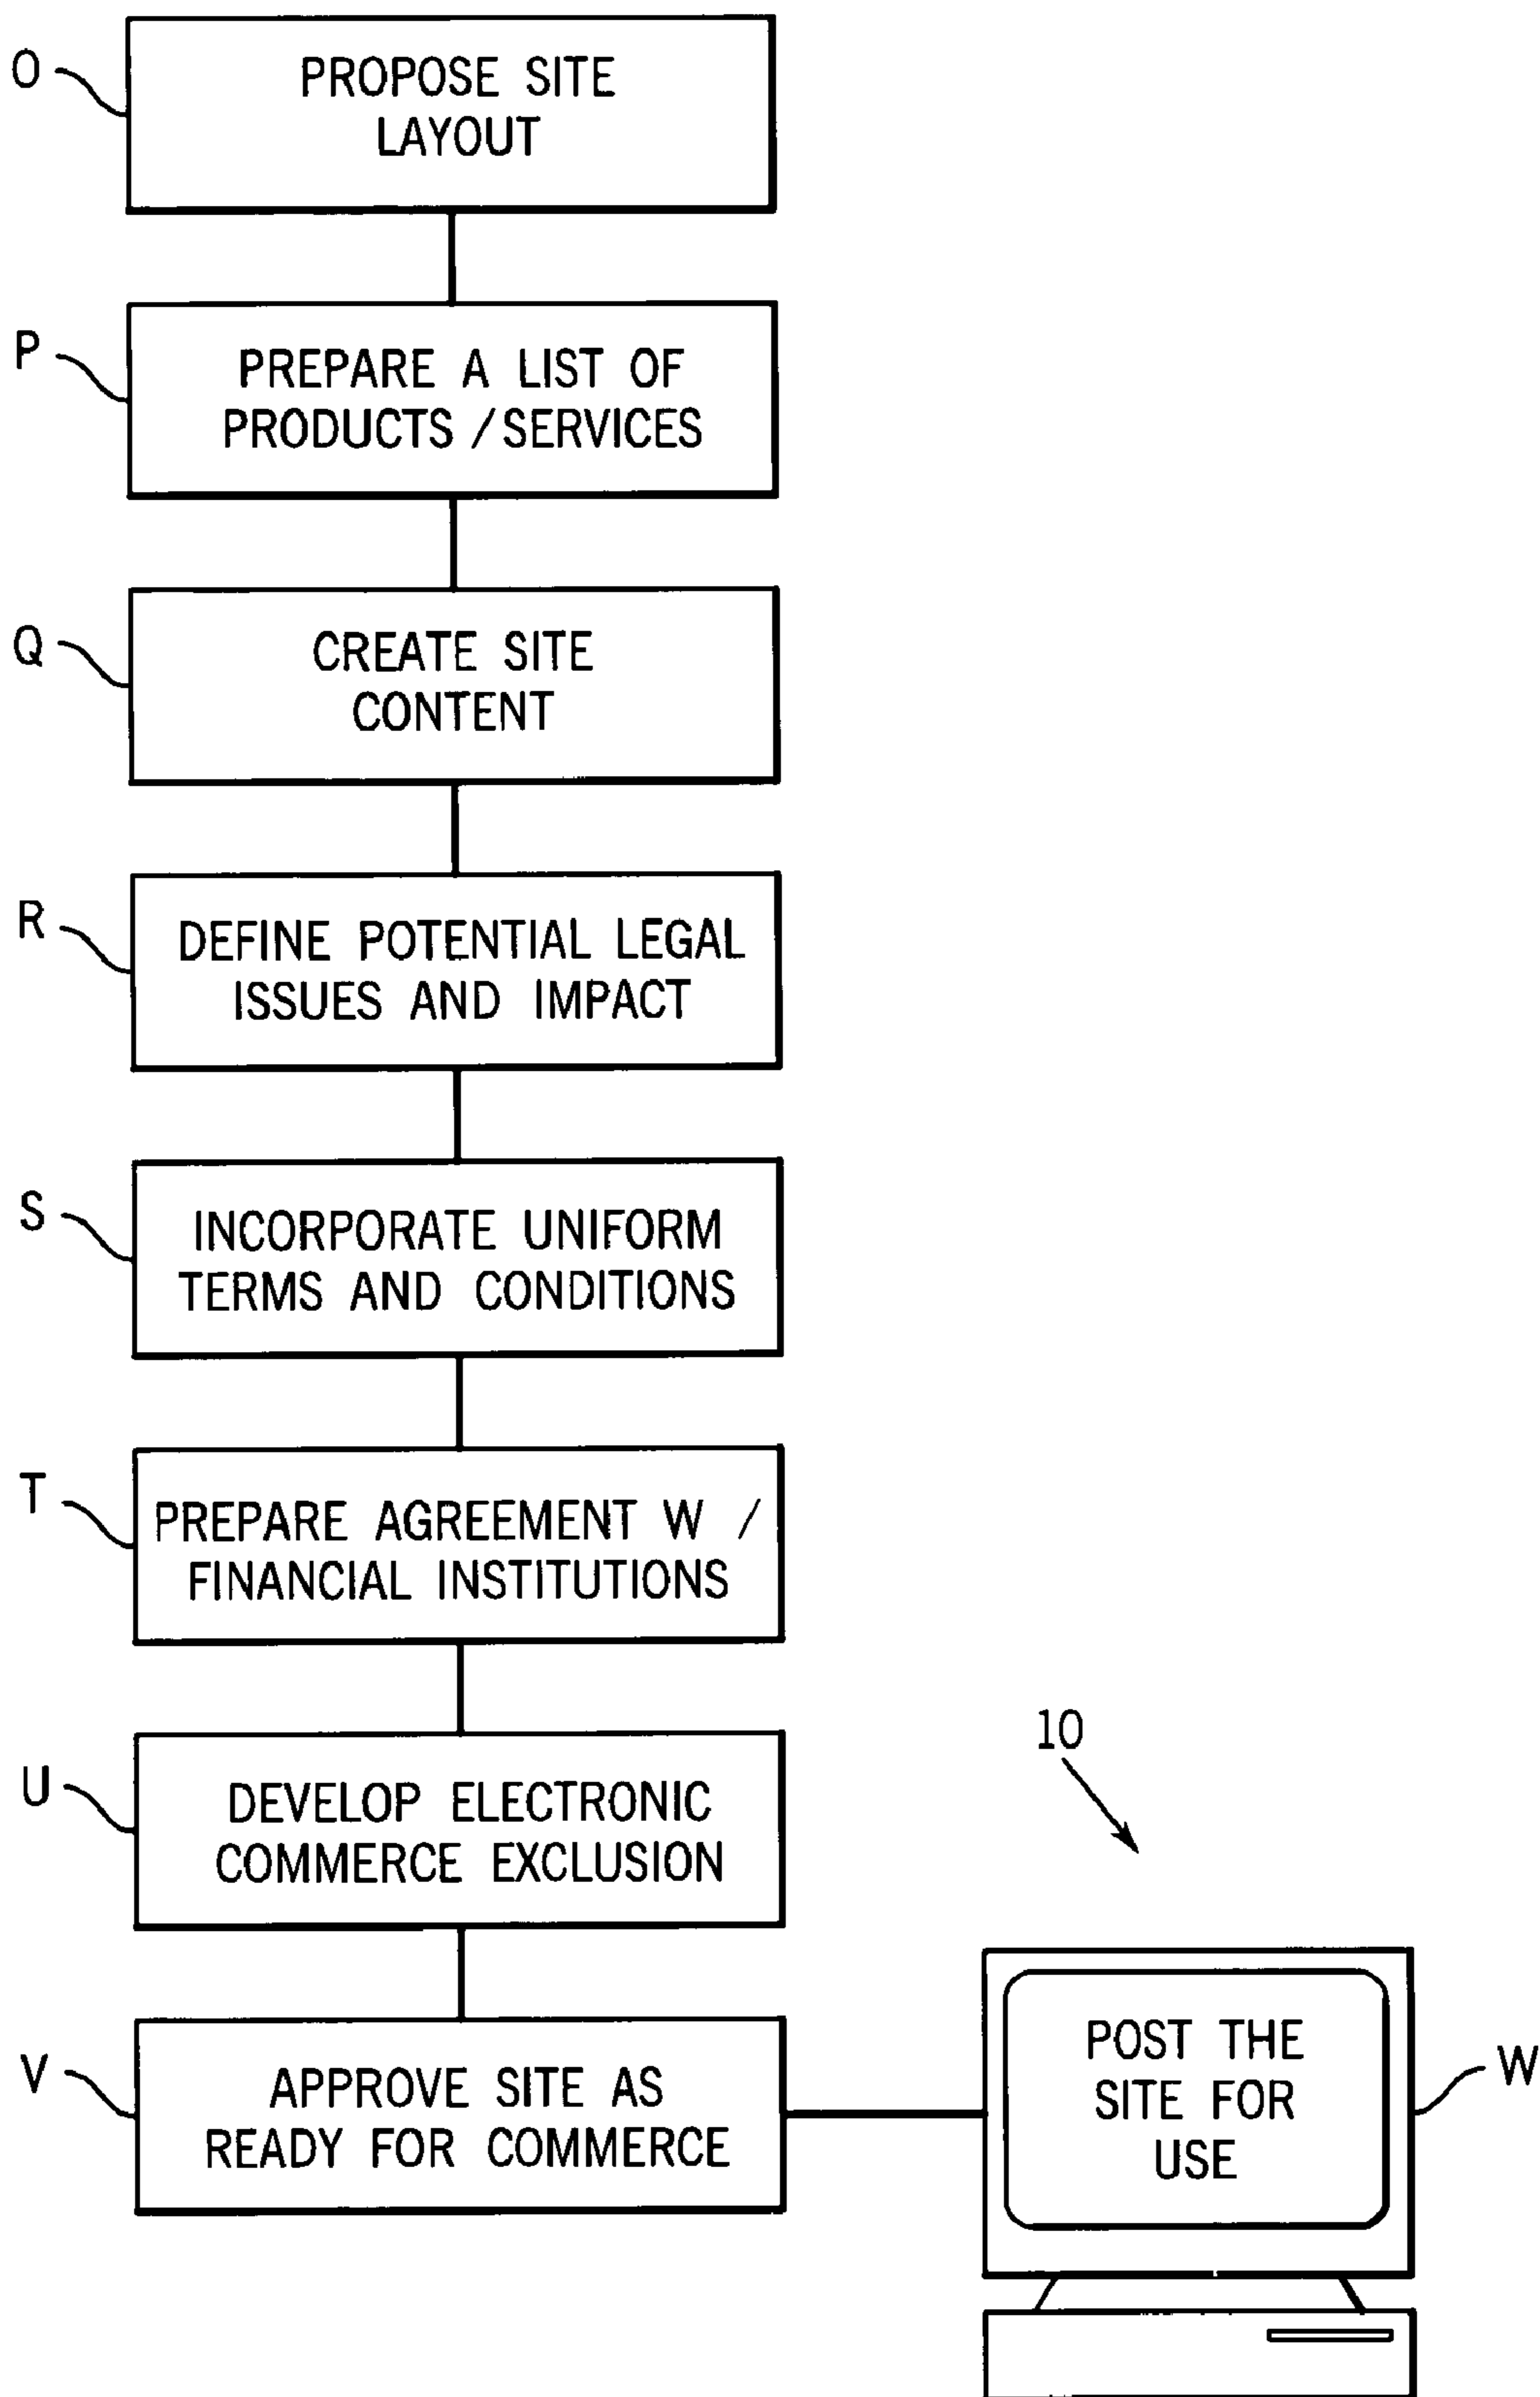 O
PROPOSE SITE
LAYOUT
P
PREPARE A LIST OF
PRODUCTS / SERVICES
Q
CREATE SITE
CONTENT
R
DEFINE POTENTIAL LEGAL
ISSUES AND IMPACT
S
INCORPORATE UNIFORM
TERMS AND CONDITIONS
T
PREPARE AGREEMENT W /
FINANCIAL INSTITUTIONS
U
DEVELOP ELECTRONIC
COMMERCE EXCLUSION
V
APPROVE SITE AS
READY FOR COMMERCE
10
POST THE
SITE FOR
USE
W